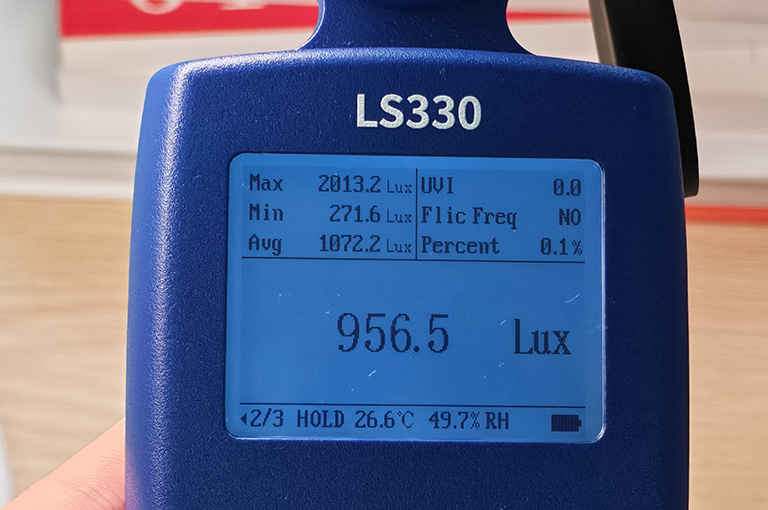 LS330
Max 2013.2 Lux UVI 0.0
Min 271.6 Lux Flic Freq NO
Avg 1072.2 Lux Percent 0.1%
956.5 Lux
2/3 HOLD 26.6℃ 49.7% RH